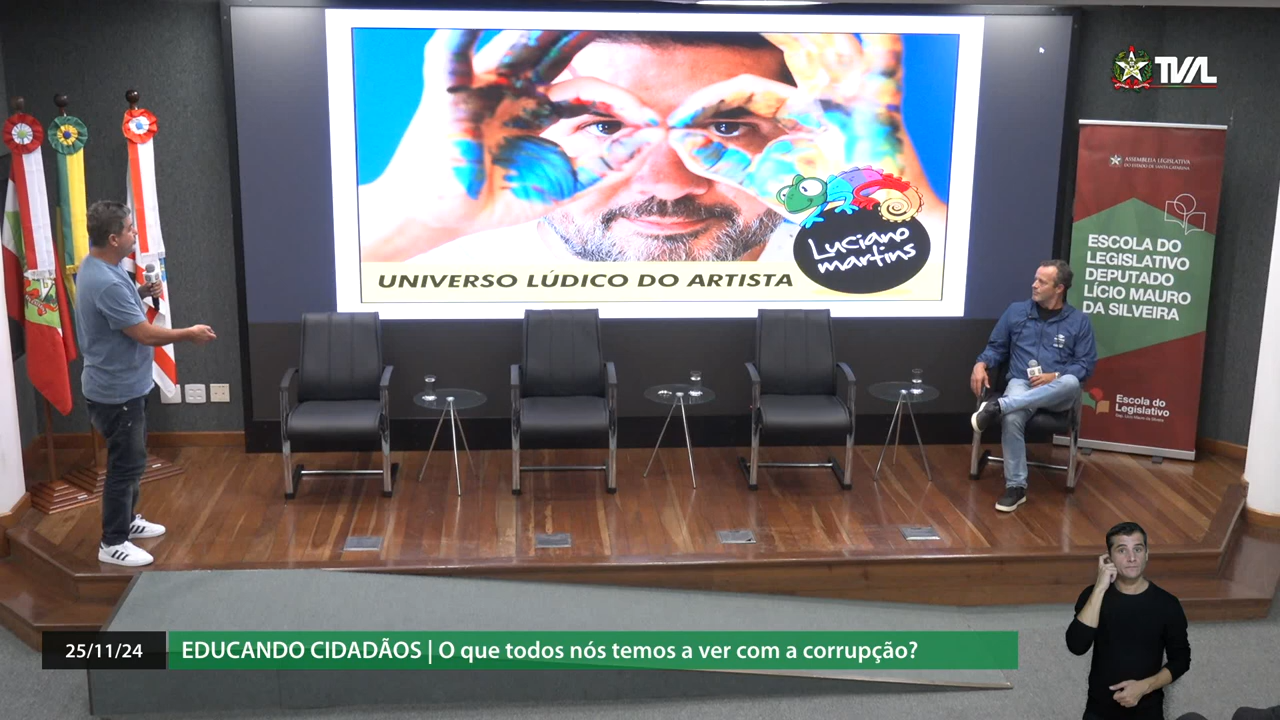 TVAL
ASSEMBLEIA LEGISLATIVA
DO ESTADO DE SANTA CATARINA
ESCOLA DO
LEGISLATIVO
DEPUTADO
LÍCIO MAURO
DA SILVEIRA
Escola do
Legislativo
Luciano
martins
UNIVERSO LÚDICO DO ARTISTA
25/11/24
EDUCANDO CIDADÃOS | O que todos nós temos a ver com a corrupção?